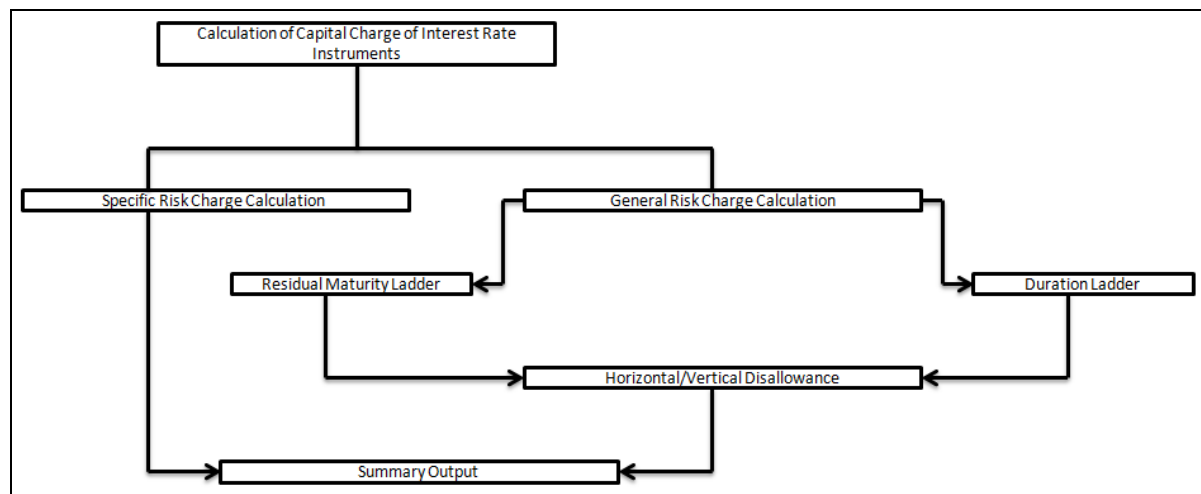 Calculation of Capital Charge of Interest Rate
Instruments
Specific Risk Charge Calculation
General Risk Charge Calculation
Residual Maturity Ladder
Duration Ladder
Horizontal/Vertical Disallowance
Summary Output